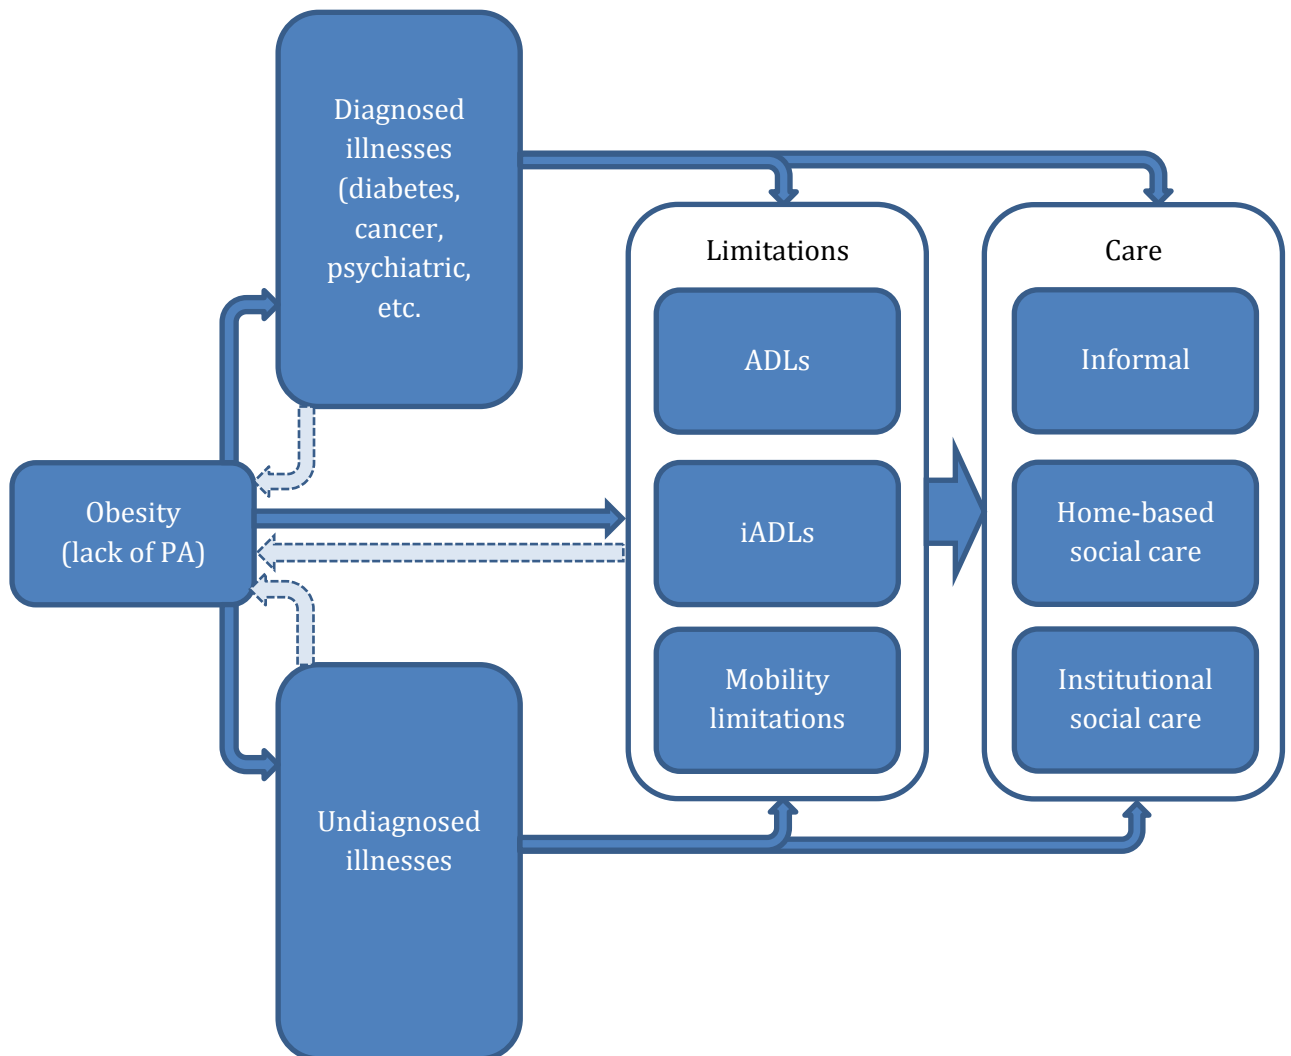 Diagnosed
illnesses
(diabetes,
cancer,
psychiatric,
etc.
Obesity
(lack of PA)
Undiagnosed
illnesses
Limitations
ADLs
iADLs
Mobility
limitations
Care
Informal
Home-based
social care
Institutional
social care